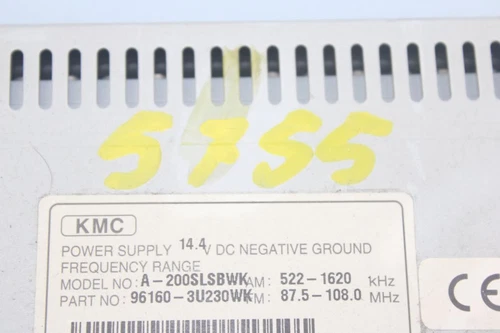 5755
KMC
POWER SUPPLY 14.4V DC NEGATIVE GROUND
FREQUENCY RANGE
MODEL NO: A-200SLSBWK AM: 522-1620 kHz
PART NO: 96160-3U230WK FM: 87.5-108.0 MHz
CE